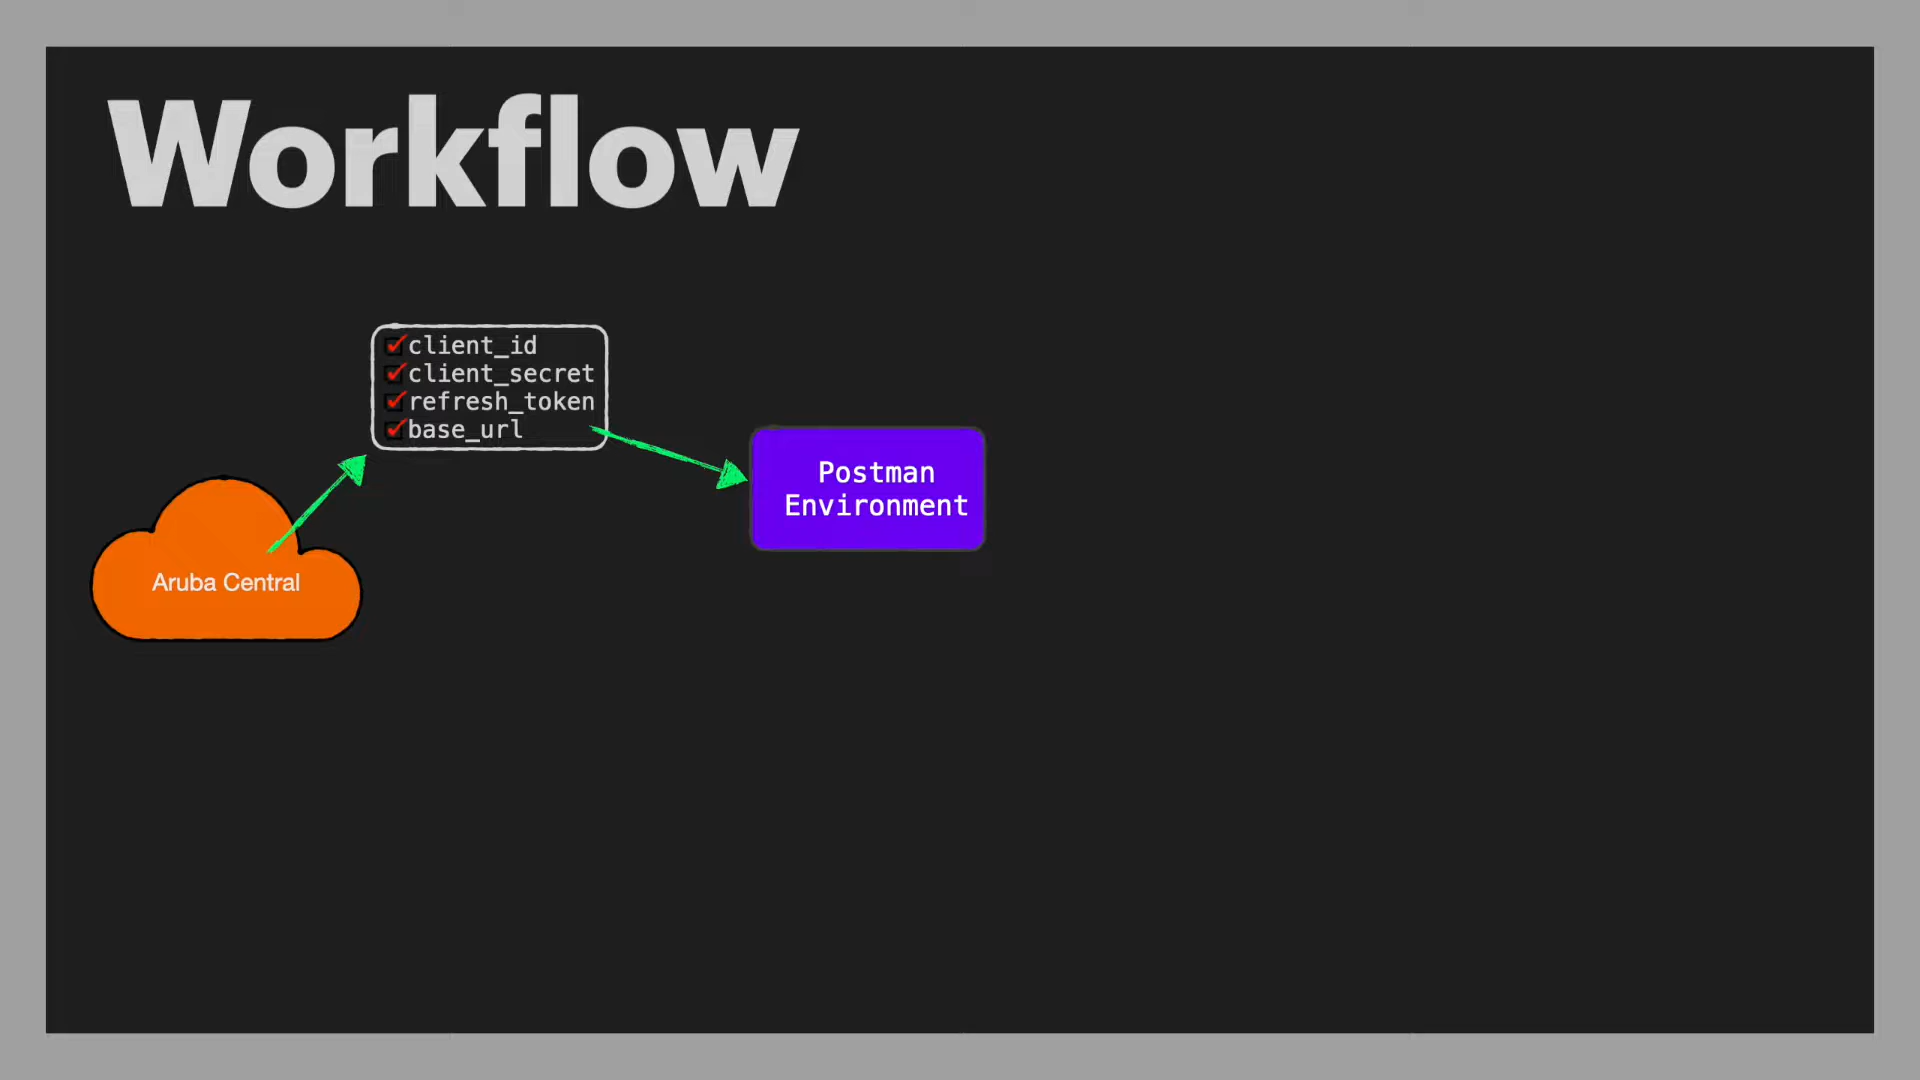 Workflow
client_id
client_secret
refresh_token
base_url
Postman
Environment
Aruba Central